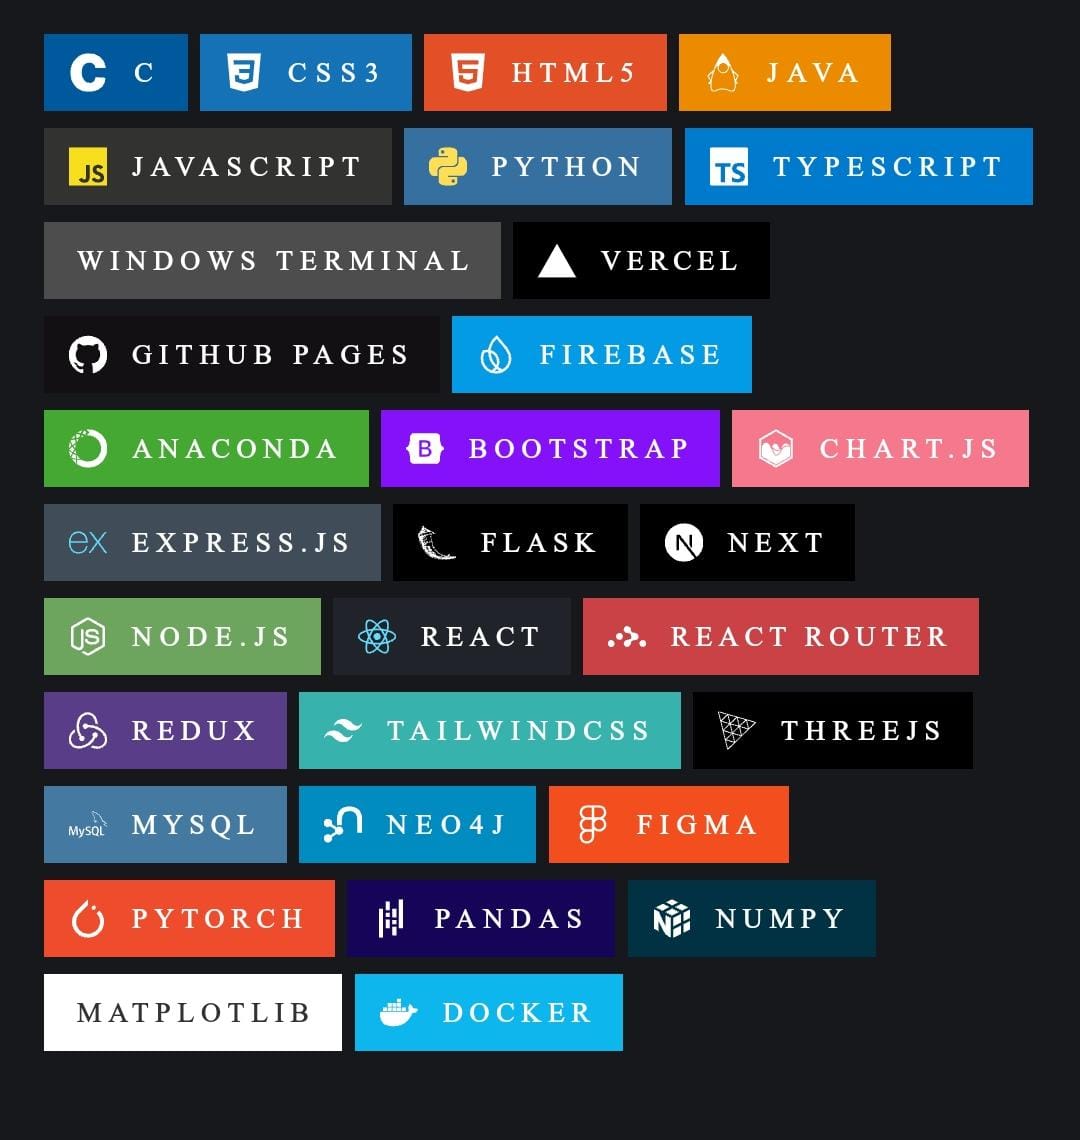 C CSS3 HTML5 JAVA
JS JAVASCRIPT PYTHON TS TYPESCRIPT
WINDOWS TERMINAL VERCEL
GITHUB PAGES FIREBASE
ANACONDA B BOOTSTRAP CHART.JS
ex EXPRESS.JS FLASK N NEXT
JS NODE.JS REACT REACT ROUTER
REDUX TAILWINDCSS THREEJS
MySQL MYSQL NEO4J FIGMA
PYTORCH PANDAS NUMPY
MATPLOTLIB DOCKER